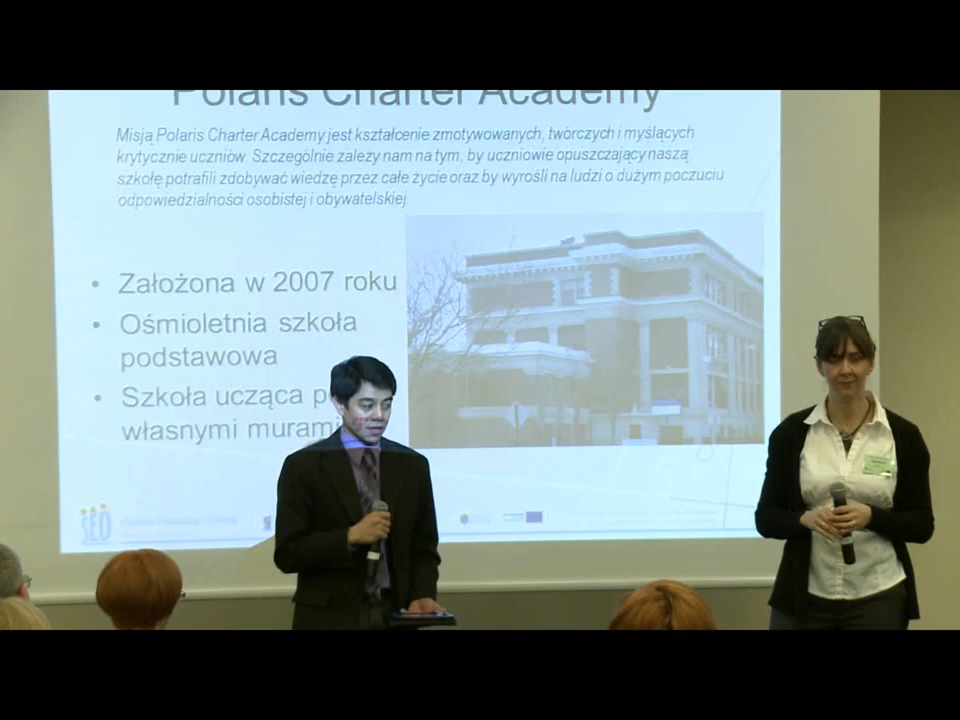 Polaris Charter Academy
Misją Polaris Charter Academy jest kształcenie zmotywowanych, twórczych i myślących
krytycznie uczniów. Szczególnie zależy nam na tym, by uczniowie opuszczający naszą
szkołę potrafili zdobywać wiedzę przez całe życie oraz by wyrośli na ludzi o dużym poczuciu
odpowiedzialności osobistej i obywatelskiej.
• Założona w 2007 roku
• Ośmioletnia szkoła
podstawowa
• Szkoła ucząca p
własnymi murami
SEO